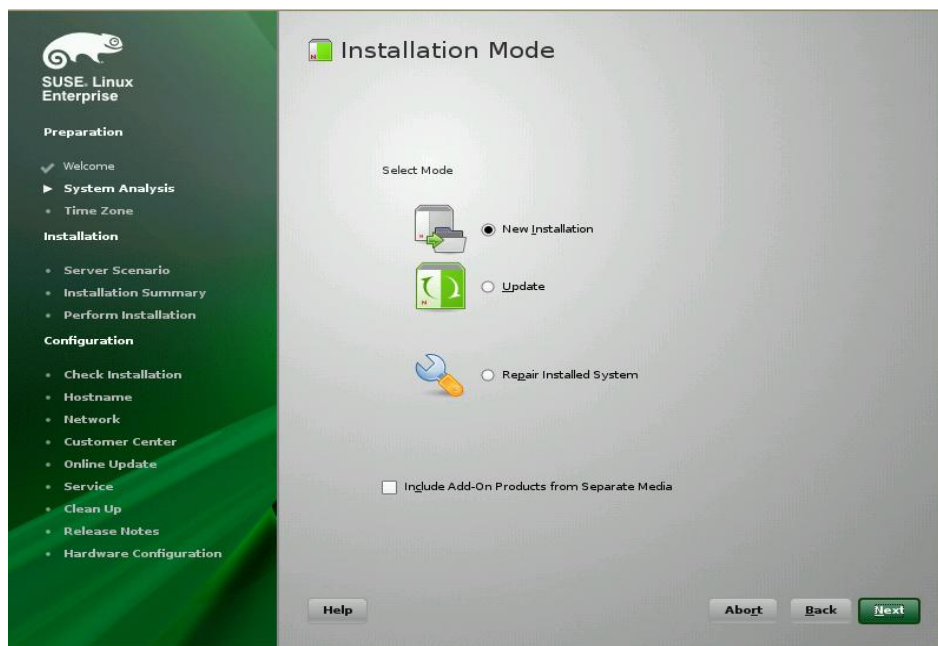 SUSE. Linux
Enterprise
Preparation
Welcome
System Analysis
Time Zone
Installation
Server Scenario
Installation Summary
Perform Installation
Configuration
Check Installation
Hostname
Network
Customer Center
Online Update
Service
Clean Up
Release Notes
Hardware Configuration
Installation Mode
Select Mode
New Installation
Update
Repair Installed System
Include Add-On Products from Separate Media
Help
Abort
Back
Next